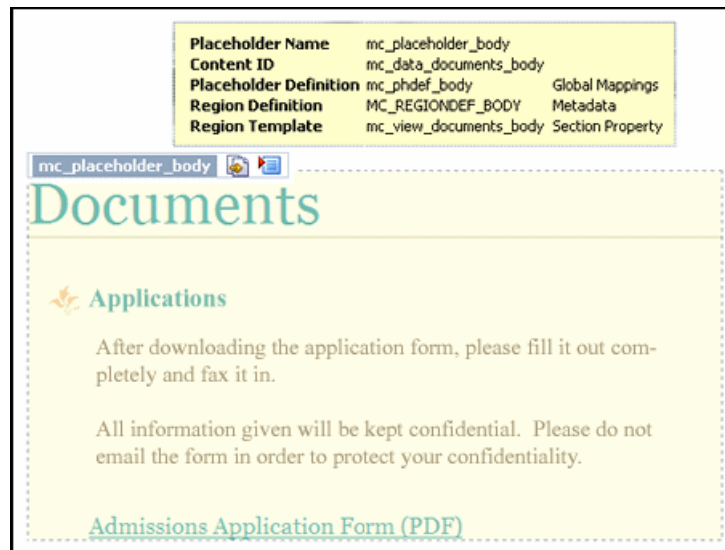 Placeholder Name mc_placeholder_body
Content ID mc_data_documents_body
Placeholder Definition mc_phdef_body Global Mappings
Region Definition MC_REGIONDEF_BODY Metadata
Region Template mc_view_documents_body Section Property
mc_placeholder_body
Documents
Applications
After downloading the application form, please fill it out com-
pletely and fax it in.
All information given will be kept confidential.  Please do not
email the form in order to protect your confidentiality.
Admissions Application Form (PDF)